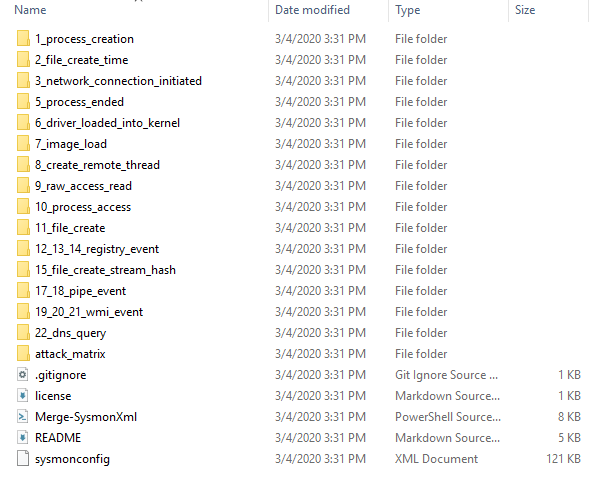 Name Date modified Type Size
1_process_creation 3/4/2020 3:31 PM File folder
2_file_create_time 3/4/2020 3:31 PM File folder
3_network_connection_initiated 3/4/2020 3:31 PM File folder
5_process_ended 3/4/2020 3:31 PM File folder
6_driver_loaded_into_kernel 3/4/2020 3:31 PM File folder
7_image_load 3/4/2020 3:31 PM File folder
8_create_remote_thread 3/4/2020 3:31 PM File folder
9_raw_access_read 3/4/2020 3:31 PM File folder
10_process_access 3/4/2020 3:31 PM File folder
11_file_create 3/4/2020 3:31 PM File folder
12_13_14_registry_event 3/4/2020 3:31 PM File folder
15_file_create_stream_hash 3/4/2020 3:31 PM File folder
17_18_pipe_event 3/4/2020 3:31 PM File folder
19_20_21_wmi_event 3/4/2020 3:31 PM File folder
22_dns_query 3/4/2020 3:31 PM File folder
attack_matrix 3/4/2020 3:31 PM File folder
.gitignore 3/4/2020 3:31 PM Git Ignore Source ... 1 KB
license 3/4/2020 3:31 PM Markdown Source... 1 KB
Merge-SysmonXml 3/4/2020 3:31 PM PowerShell Source... 8 KB
README 3/4/2020 3:31 PM Markdown Source... 5 KB
sysmonconfig 3/4/2020 3:31 PM XML Document 121 KB